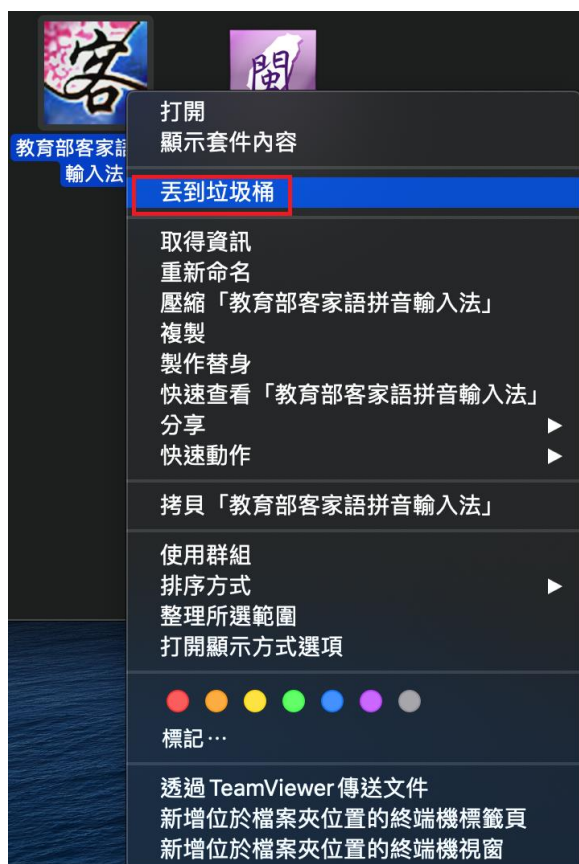 客
閩
教育部客家語
輸入法
打開
顯示套件內容
丟到垃圾桶
取得資訊
重新命名
壓縮「教育部客家語拼音輸入法」
複製
製作替身
快速查看「教育部客家語拼音輸入法」
分享
快速動作
拷貝「教育部客家語拼音輸入法」
使用群組
排序方式
整理所選範圍
打開顯示方式選項
標記⋯
透過 TeamViewer 傳送文件
新增位於檔案夾位置的終端機標籤頁
新增位於檔案夾位置的終端機視窗